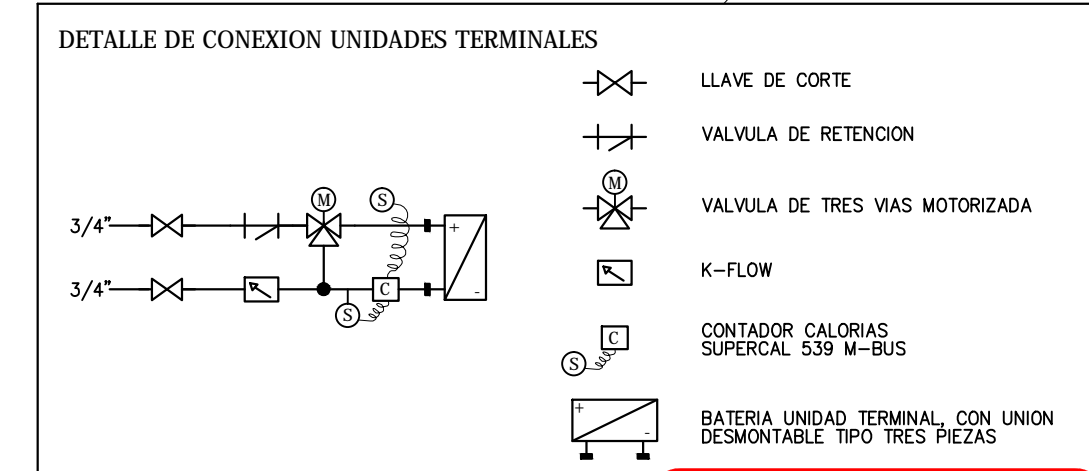 DETALLE DE CONEXION UNIDADES TERMINALES
LLAVE DE CORTE
VALVULA DE RETENCION
M
VALVULA DE TRES VIAS MOTORIZADA
M
S
3/4"
+
K-FLOW
3/4"
C
-
S
CONTADOR CALORIAS
SUPERCAL 539 M-BUS
C
S
+
-
BATERIA UNIDAD TERMINAL, CON UNION
DESMONTABLE TIPO TRES PIEZAS